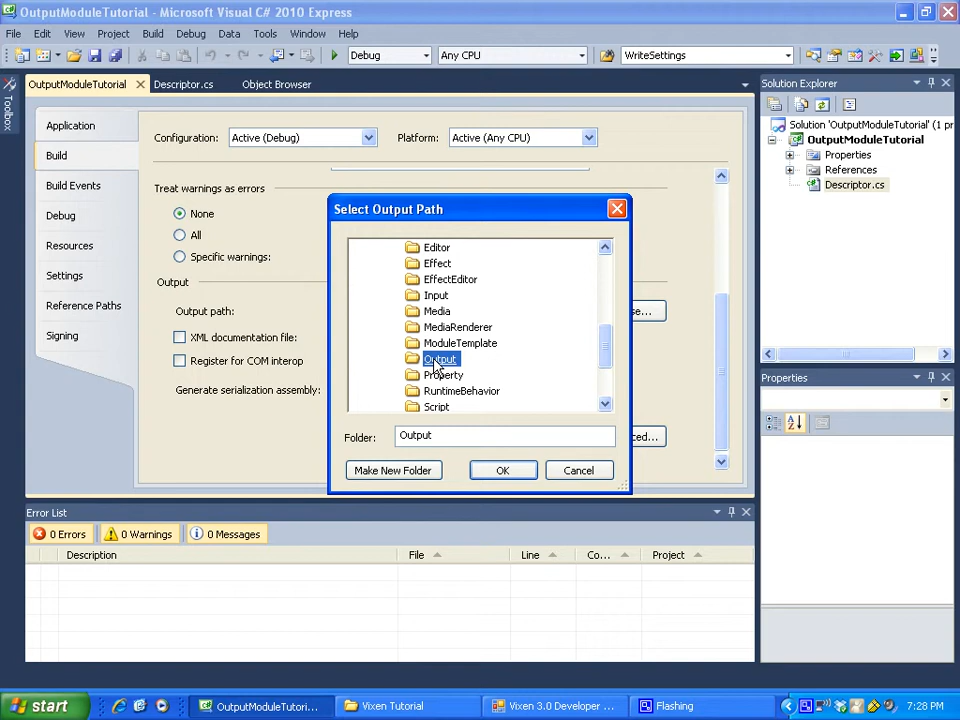 OutputModuleTutorial - Microsoft Visual C# 2010 Express
File Edit View Project Build Debug Data Tools Window Help
Debug Any CPU WriteSettings
OutputModuleTutorial Descriptor.cs Object Browser
Toolbox
Application
Build
Build Events
Debug
Resources
Settings
Reference Paths
Signing
Configuration: Active (Debug) Platform: Active (Any CPU)
Treat warnings as errors
None
All
Specific warnings:
Output
Output path:
XML documentation file:
Register for COM interop
Generate serialization assembly:
Select Output Path
Editor
Effect
EffectEditor
Input
Media
MediaRenderer
ModuleTemplate
Output
Property
RuntimeBehavior
Script
Folder: Output
Make New Folder OK Cancel
Solution Explorer
Solution 'OutputModuleTutorial' (1 pr
OutputModuleTutorial
Properties
References
Descriptor.cs
Properties
Error List
0 Errors 0 Warnings 0 Messages
Description File Line Co... Project
start OutputModuleTutori... Vixen Tutorial Vixen 3.0 Developer ... Flashing 7:28 PM